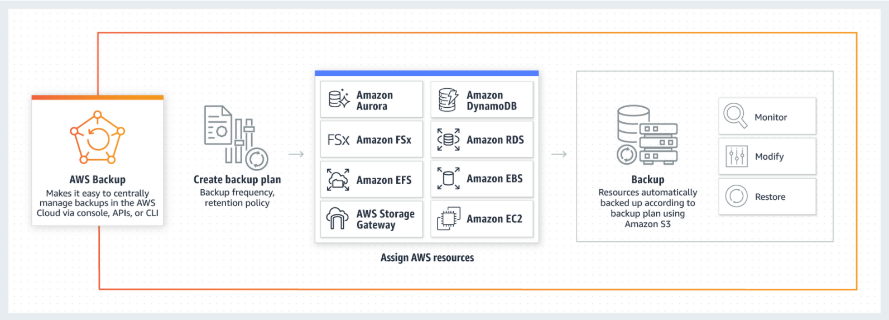 AWS Backup
Makes it easy to centrally
manage backups in the AWS
Cloud via console, APIs, or CLI
Create backup plan
Backup frequency,
retention policy
Amazon
Aurora
Amazon
DynamoDB
FSx
Amazon FSx
Amazon RDS
Amazon EFS
Amazon EBS
AWS Storage
Gateway
Amazon EC2
Assign AWS resources
Backup
Resources automatically
backed up according to
backup plan using
Amazon S3
Monitor
Modify
Restore